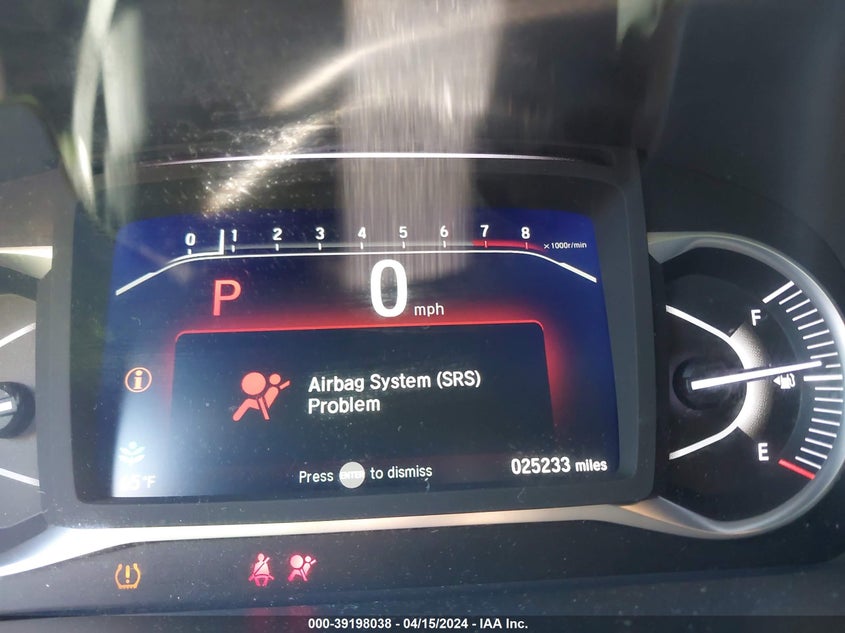 0 1 2 3 4 5 6 7 8 ×1000r/min
P 0 mph
F
Airbag System (SRS)
Problem
E
Press ENTER to dismiss
025233 miles
°F
000-39198038 - 04/15/2024 - IAA Inc.